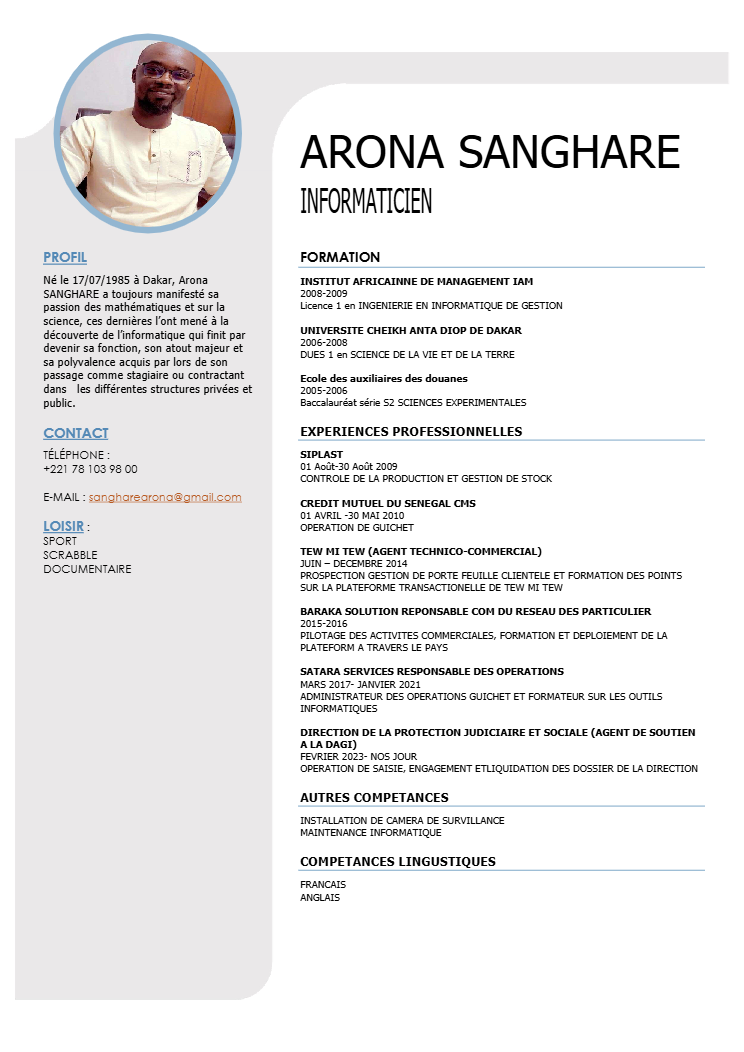 ARONA SANGHARE
INFORMATICIEN
PROFIL
Né le 17/07/1985 à Dakar, Arona
SANGHARE a toujours manifesté sa
passion des mathématiques et sur la
science, ces dernières l’ont mené à la
découverte de l’informatique qui finit par
devenir sa fonction, son atout majeur et
sa polyvalence acquis par lors de son
passage comme stagiaire ou contractant
dans les différentes structures privées et
public.
CONTACT
TÉLÉPHONE :
+221 78 103 98 00
E-MAIL : sangharearona@gmail.com
LOISIR :
SPORT
SCRABBLE
DOCUMENTAIRE
FORMATION
INSTITUT AFRICAINNE DE MANAGEMENT IAM
2008-2009
Licence 1 en INGENIERIE EN INFORMATIQUE DE GESTION
UNIVERSITE CHEIKH ANTA DIOP DE DAKAR
2006-2008
DUES 1 en SCIENCE DE LA VIE ET DE LA TERRE
Ecole des auxiliaires des douanes
2005-2006
Baccalauréat série S2 SCIENCES EXPERIMENTALES
EXPERIENCES PROFESSIONNELLES
SIPLAST
01 Août-30 Août 2009
CONTROLE DE LA PRODUCTION ET GESTION DE STOCK
CREDIT MUTUEL DU SENEGAL CMS
01 AVRIL -30 MAI 2010
OPERATION DE GUICHET
TEW MI TEW (AGENT TECHNICO-COMMERCIAL)
JUIN – DECEMBRE 2014
PROSPECTION GESTION DE PORTE FEUILLE CLIENTELE ET FORMATION DES POINTS
SUR LA PLATEFORME TRANSACTIONELLE DE TEW MI TEW
BARAKA SOLUTION REPONSABLE COM DU RESEAU DES PARTICULIER
2015-2016
PILOTAGE DES ACTIVITES COMMERCIALES, FORMATION ET DEPLOIEMENT DE LA
PLATEFORM A TRAVERS LE PAYS
SATARA SERVICES RESPONSABLE DES OPERATIONS
MARS 2017- JANVIER 2021
ADMINISTRATEUR DES OPERATIONS GUICHET ET FORMATEUR SUR LES OUTILS
INFORMATIQUES
DIRECTION DE LA PROTECTION JUDICIAIRE ET SOCIALE (AGENT DE SOUTIEN
A LA DAGI)
FEVRIER 2023- NOS JOUR
OPERATION DE SAISIE, ENGAGEMENT ETLIQUIDATION DES DOSSIER DE LA DIRECTION
AUTRES COMPETANCES
INSTALLATION DE CAMERA DE SURVILLANCE
MAINTENANCE INFORMATIQUE
COMPETANCES LINGUSTIQUES
FRANCAIS
ANGLAIS